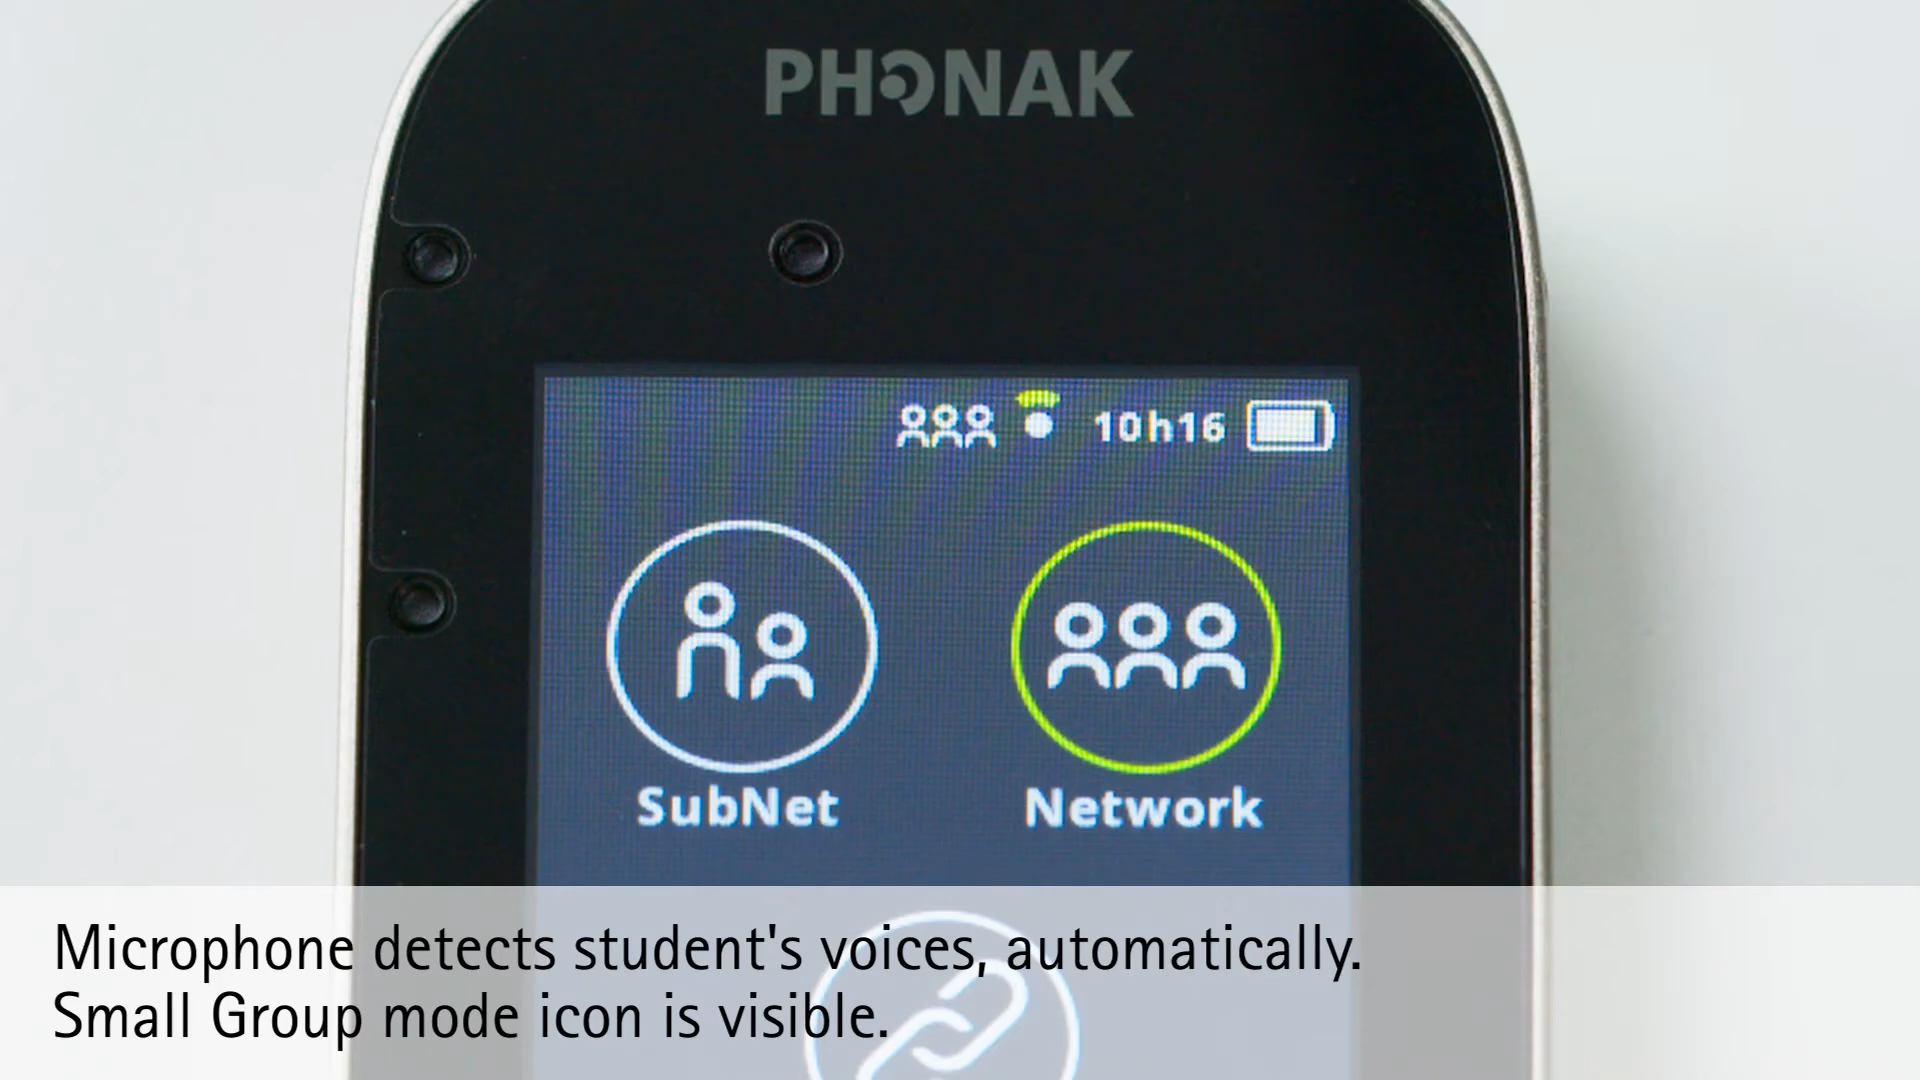 PHONAK
10h16
SubNet
Network
Microphone detects student's voices, automatically.
Small Group mode icon is visible.